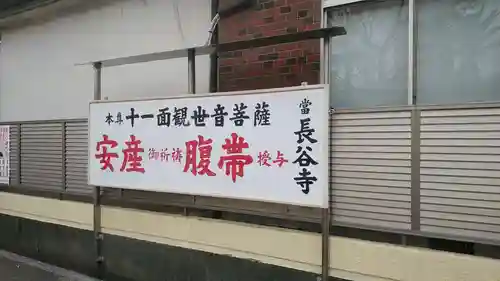 本尊十一面観世音菩薩
安産御祈祷腹帯授与
當長谷寺